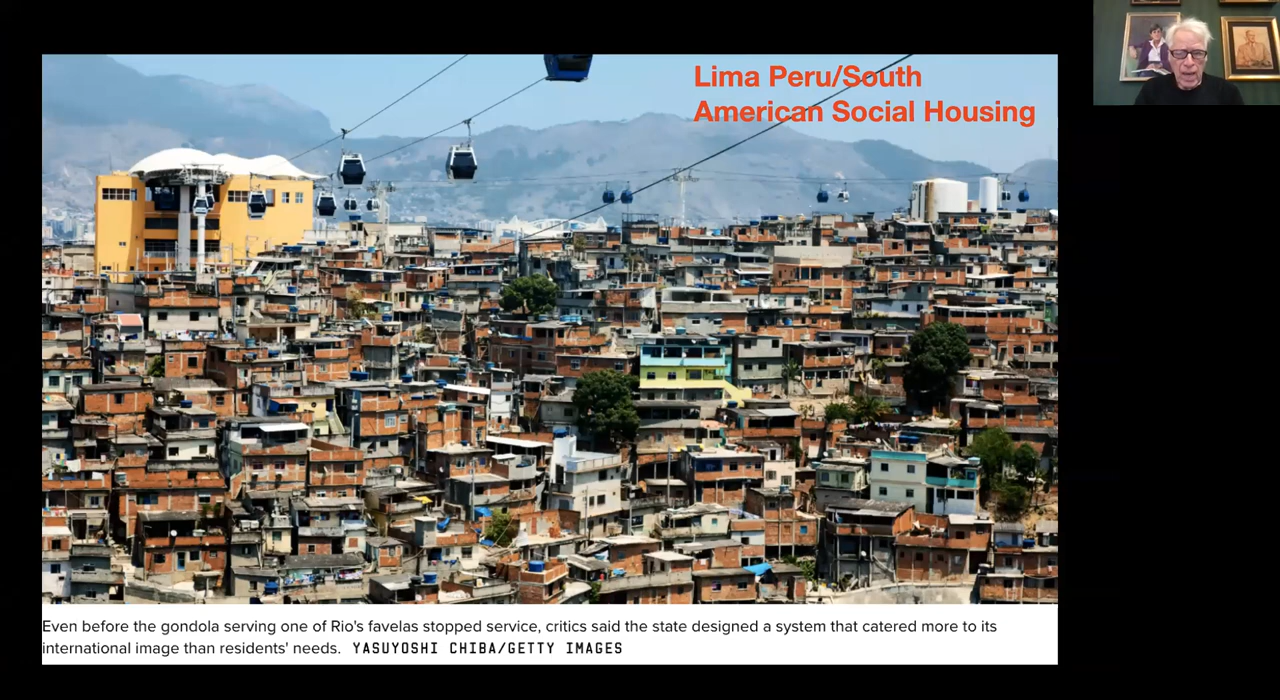 Lima Peru/South
American Social Housing
Even before the gondola serving one of Rio's favelas stopped service, critics said the state designed a system that catered more to its
international image than residents' needs. YASUYOSHI CHIBA/GETTY IMAGES